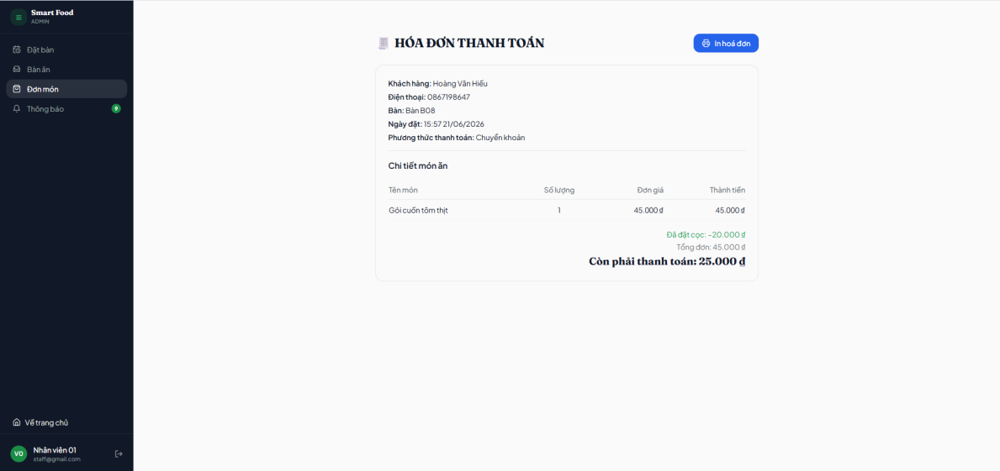 Smart Food
ADMIN
Đặt bàn
Bàn ăn
Đơn món
Thông báo 9
Về trang chủ
V0
Nhân viên 01
staff@gmail.com
HÓA ĐƠN THANH TOÁN
In hoá đơn
Khách hàng: Hoàng Văn Hiếu
Điện thoại: 0867198647
Bàn: Bàn B08
Ngày đặt: 15:57 21/06/2026
Phương thức thanh toán: Chuyển khoản
Chi tiết món ăn
Tên món Số lượng Đơn giá Thành tiền
Gỏi cuốn tôm thịt 1 45.000 ₫ 45.000 ₫
Đã đặt cọc: −20.000 ₫
Tổng đơn: 45.000 ₫
Còn phải thanh toán: 25.000 ₫